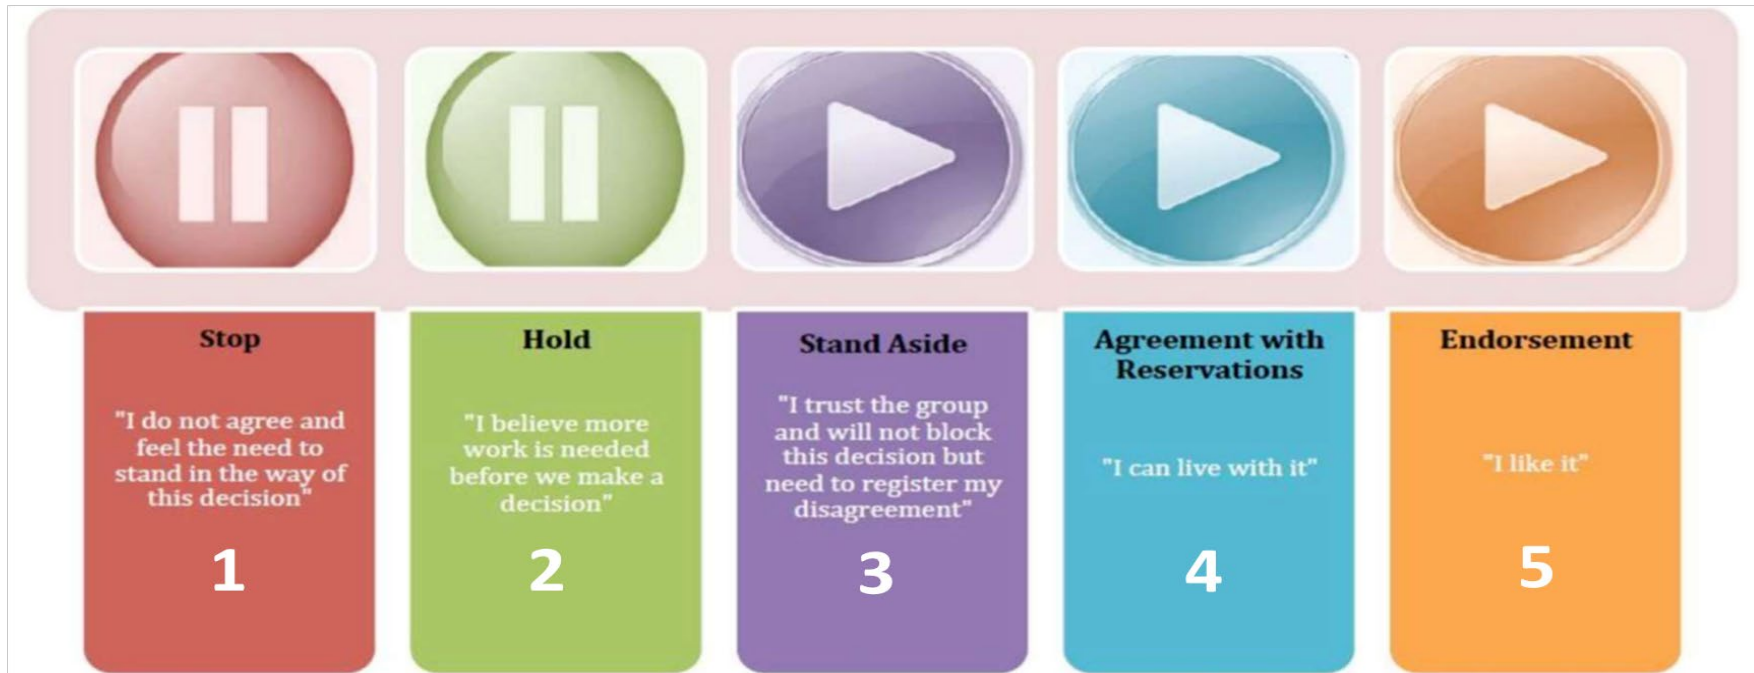 Stop
"I do not agree and
feel the need to
stand in the way of
this decision"
1
Hold
"I believe more
work is needed
before we make a
decision"
2
Stand Aside
"I trust the group
and will not block
this decision but
need to register my
disagreement"
3
Agreement with
Reservations
"I can live with it"
4
Endorsement
"I like it"
5